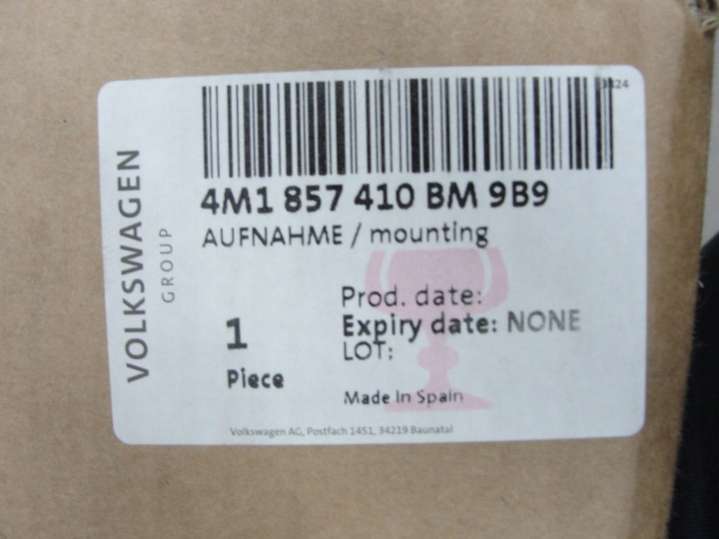 VOLKSWAGEN
GROUP
4M1 857 410 BM 9B9
AUFNAHME / mounting
1
Piece
Prod. date:
Expiry date: NONE
LOT:
Made In Spain
Volkswagen AG, Postfach 1451, 34219 Baunatal